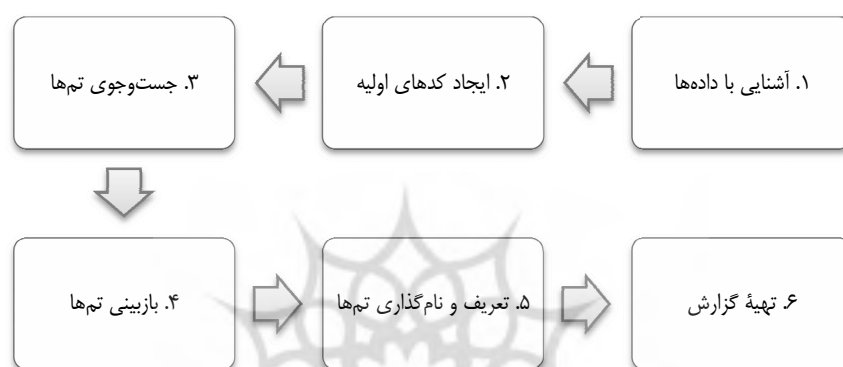 ۱. آشنایی با داده‌ها
۲. ایجاد کدهای اولیه
۳. جست‌وجوی تم‌ها
۴. بازبینی تم‌ها
۵. تعریف و نام‌گذاری تم‌ها
۶. تهیۀ گزارش